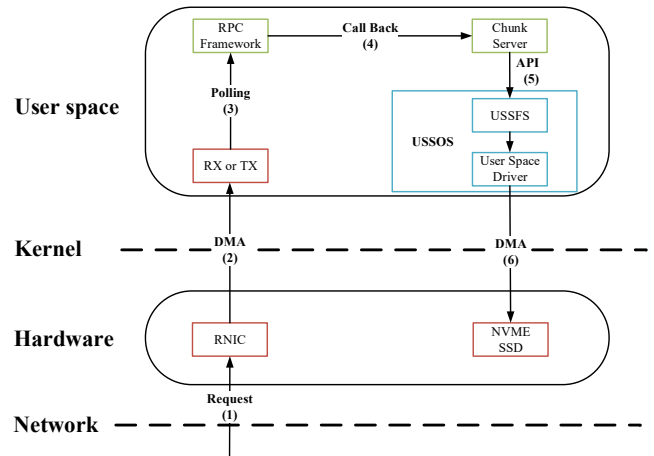 RPC
Framework
Call Back
(4)
Chunk
Server
API
(5)
Polling
(3)
User space
USSFS
USSOS
RX or TX
User Space
Driver
Kernel
DMA
(2)
DMA
(6)
Hardware
RNIC
NVME
SSD
Request
(1)
Network